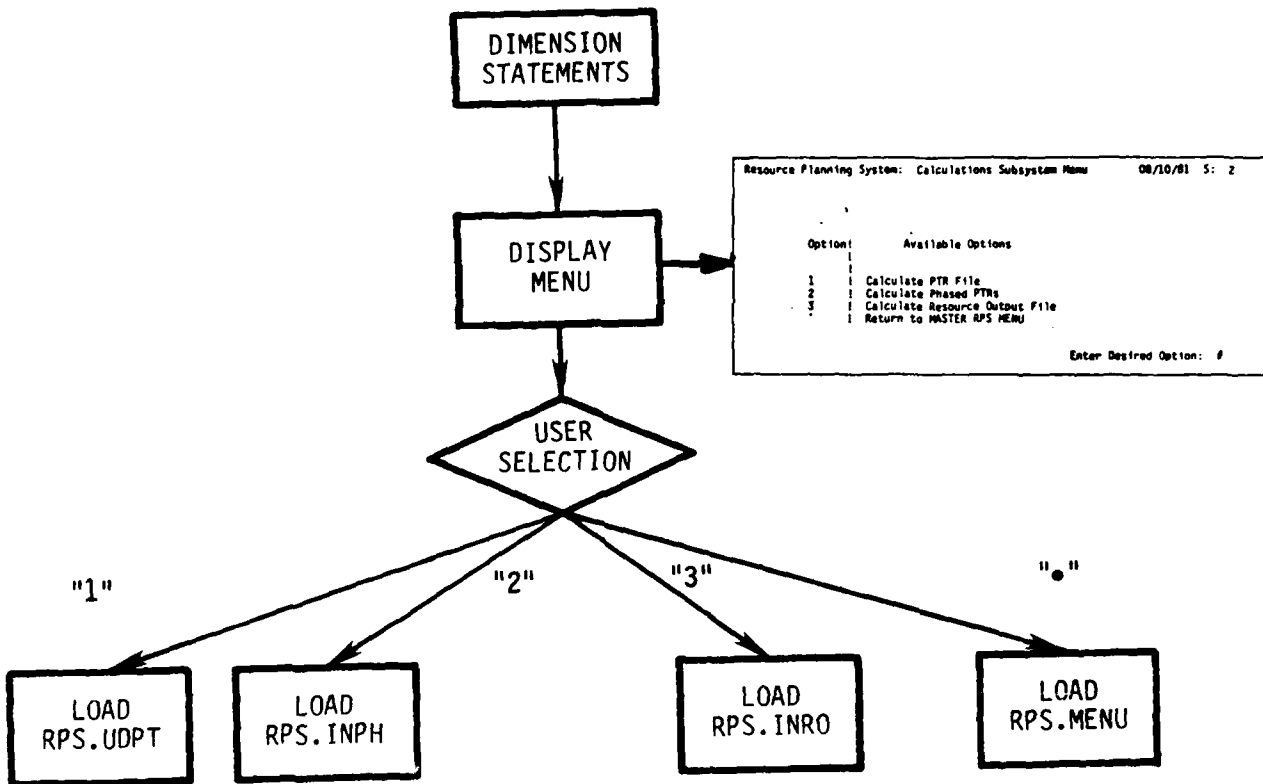 DIMENSION
STATEMENTS
DISPLAY
MENU
Resource Planning System: Calculations Subsystem Menu 08/10/81 S: 2
Option! Available Options
1 ! Calculate PTR File
2 ! Calculate Phased PTRs
3 ! Calculate Resource Output File
! Return to MASTER RPS MENU
Enter Desired Option: #
USER
SELECTION
"1"
"2"
"3"
"●"
LOAD
RPS.UDPT
LOAD
RPS.INPH
LOAD
RPS.INRO
LOAD
RPS.MENU